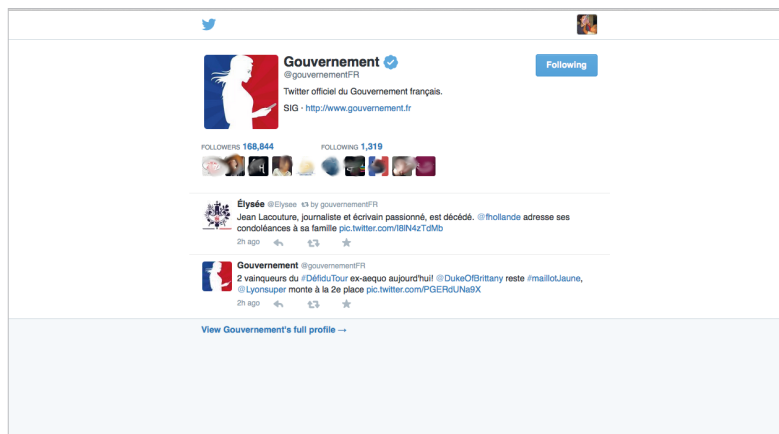 Gouvernement
@gouvernementFR
Following
Twitter officiel du Gouvernement français.
SIG · http://www.gouvernement.fr
FOLLOWERS 168,844 FOLLOWING 1,319
Élysée @Elysee by gouvernementFR
Jean Lacouture, journaliste et écrivain passionné, est décédé. @fhollande adresse ses
condoléances à sa famille pic.twitter.com/I8lN4zTdMb
2h ago
Gouvernement @gouvernementFR
2 vainqueurs du #DéfiduTour ex-aequo aujourd'hui! @DukeOfBrittany reste #maillotJaune,
@Lyonsuper monte à la 2e place pic.twitter.com/PGERdUNa9X
2h ago
View Gouvernement's full profile →